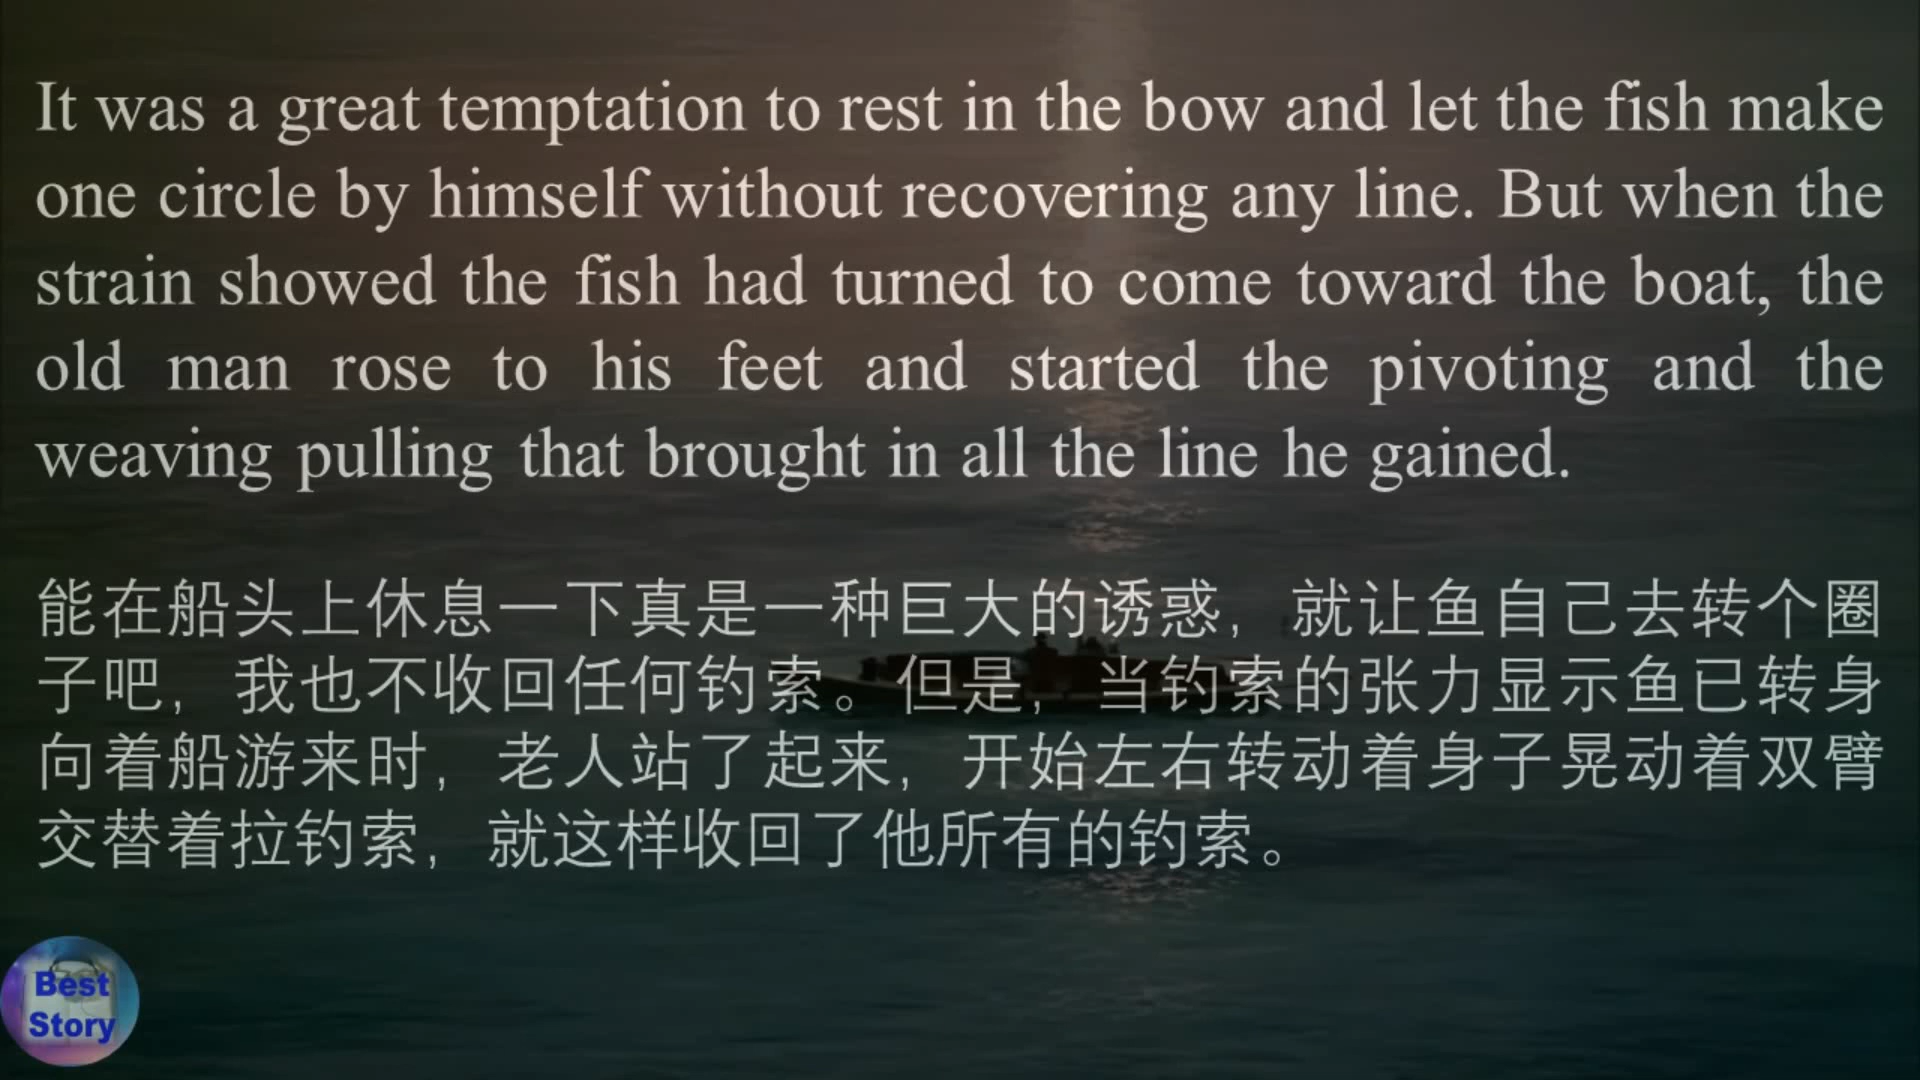 It was a great temptation to rest in the bow and let the fish make
one circle by himself without recovering any line. But when the
strain showed the fish had turned to come toward the boat, the
old man rose to his feet and started the pivoting and the
weaving pulling that brought in all the line he gained.
能在船头上休息一下真是一种巨大的诱惑，就让鱼自己去转个圈
子吧，我也不收回任何钓索。但是，当钓索的张力显示鱼已转身
向着船游来时，老人站了起来，开始左右转动着身子晃动着双臂
交替着拉钓索，就这样收回了他所有的钓索。
Best
Story